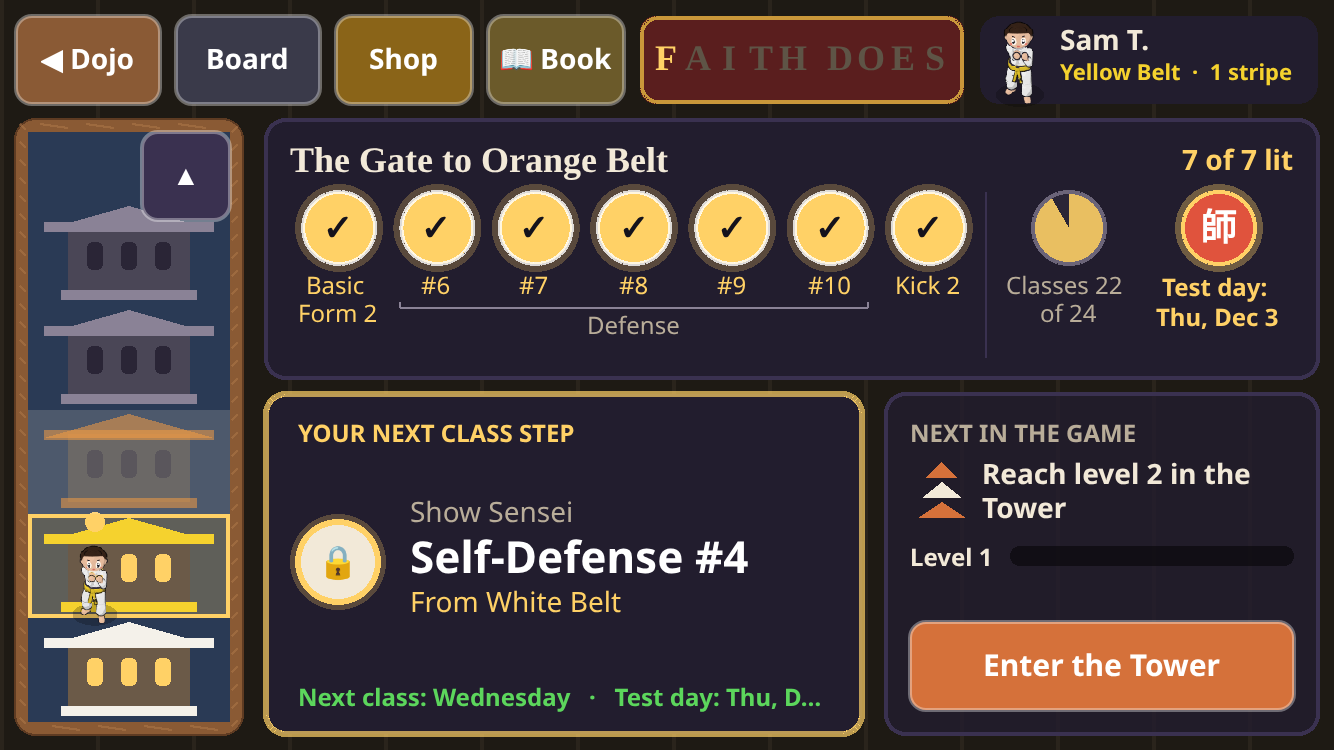 ◀ Dojo
Board
Shop
📖 Book
FAITH DOES
Sam T.
Yellow Belt · 1 stripe
▲
The Gate to Orange Belt
7 of 7 lit
✓ ✓ ✓ ✓ ✓ ✓ ✓
師
Basic
Form 2
#6
#7
#8
#9
#10
Defense
Kick 2
Classes 22
of 24
Test day:
Thu, Dec 3
YOUR NEXT CLASS STEP
Show Sensei
🔒
Self-Defense #4
From White Belt
Next class: Wednesday · Test day: Thu, D...
NEXT IN THE GAME
Reach level 2 in the
Tower
Level 1
Enter the Tower